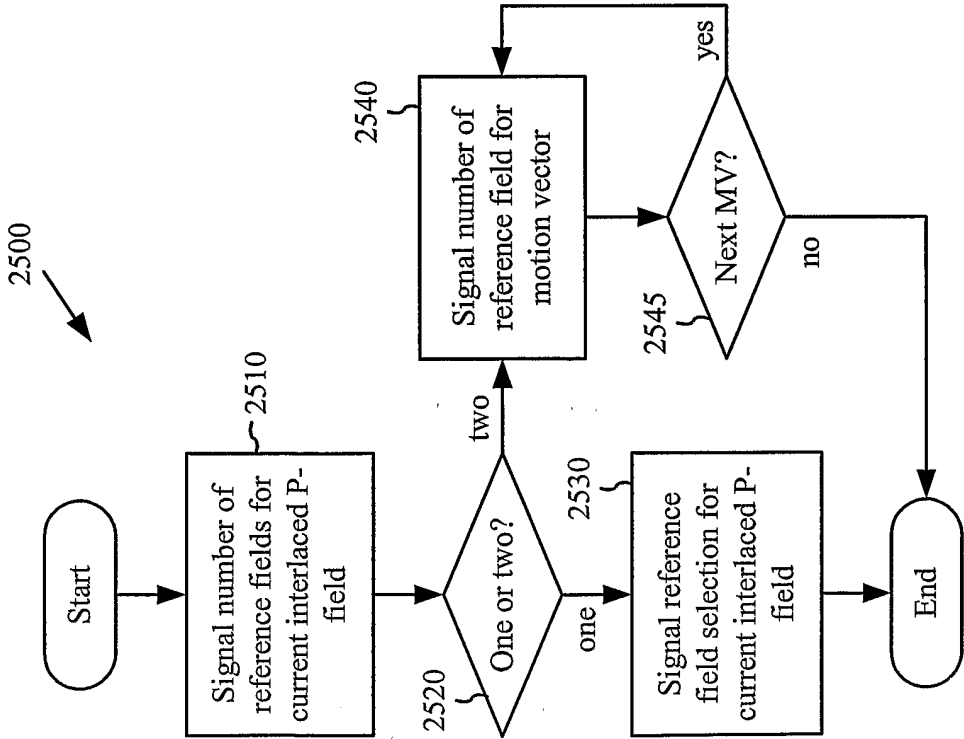 2500
Start
2510
Signal number of
reference fields for
current interlaced P-
field
2520
One or two?
two
one
2530
Signal reference
field selection for
current interlaced P-
field
2540
Signal number of
reference field for
motion vector
2545
Next MV?
yes
no
End